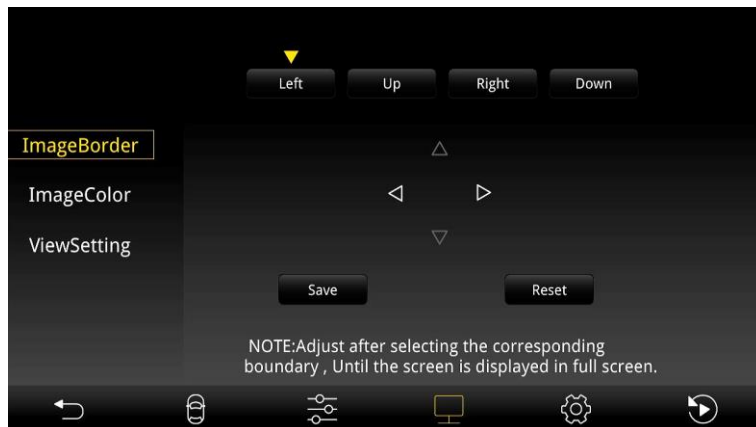 Left Up Right Down
ImageBorder
ImageColor
ViewSetting
Save Reset
NOTE:Adjust after selecting the corresponding
boundary , Until the screen is displayed in full screen.